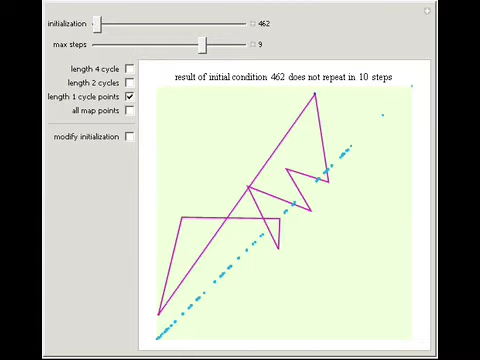 initialization 462
max steps 9
length 4 cycle
length 2 cycles
length 1 cycle points
all map points
modify initialization
result of initial condition 462 does not repeat in 10 steps